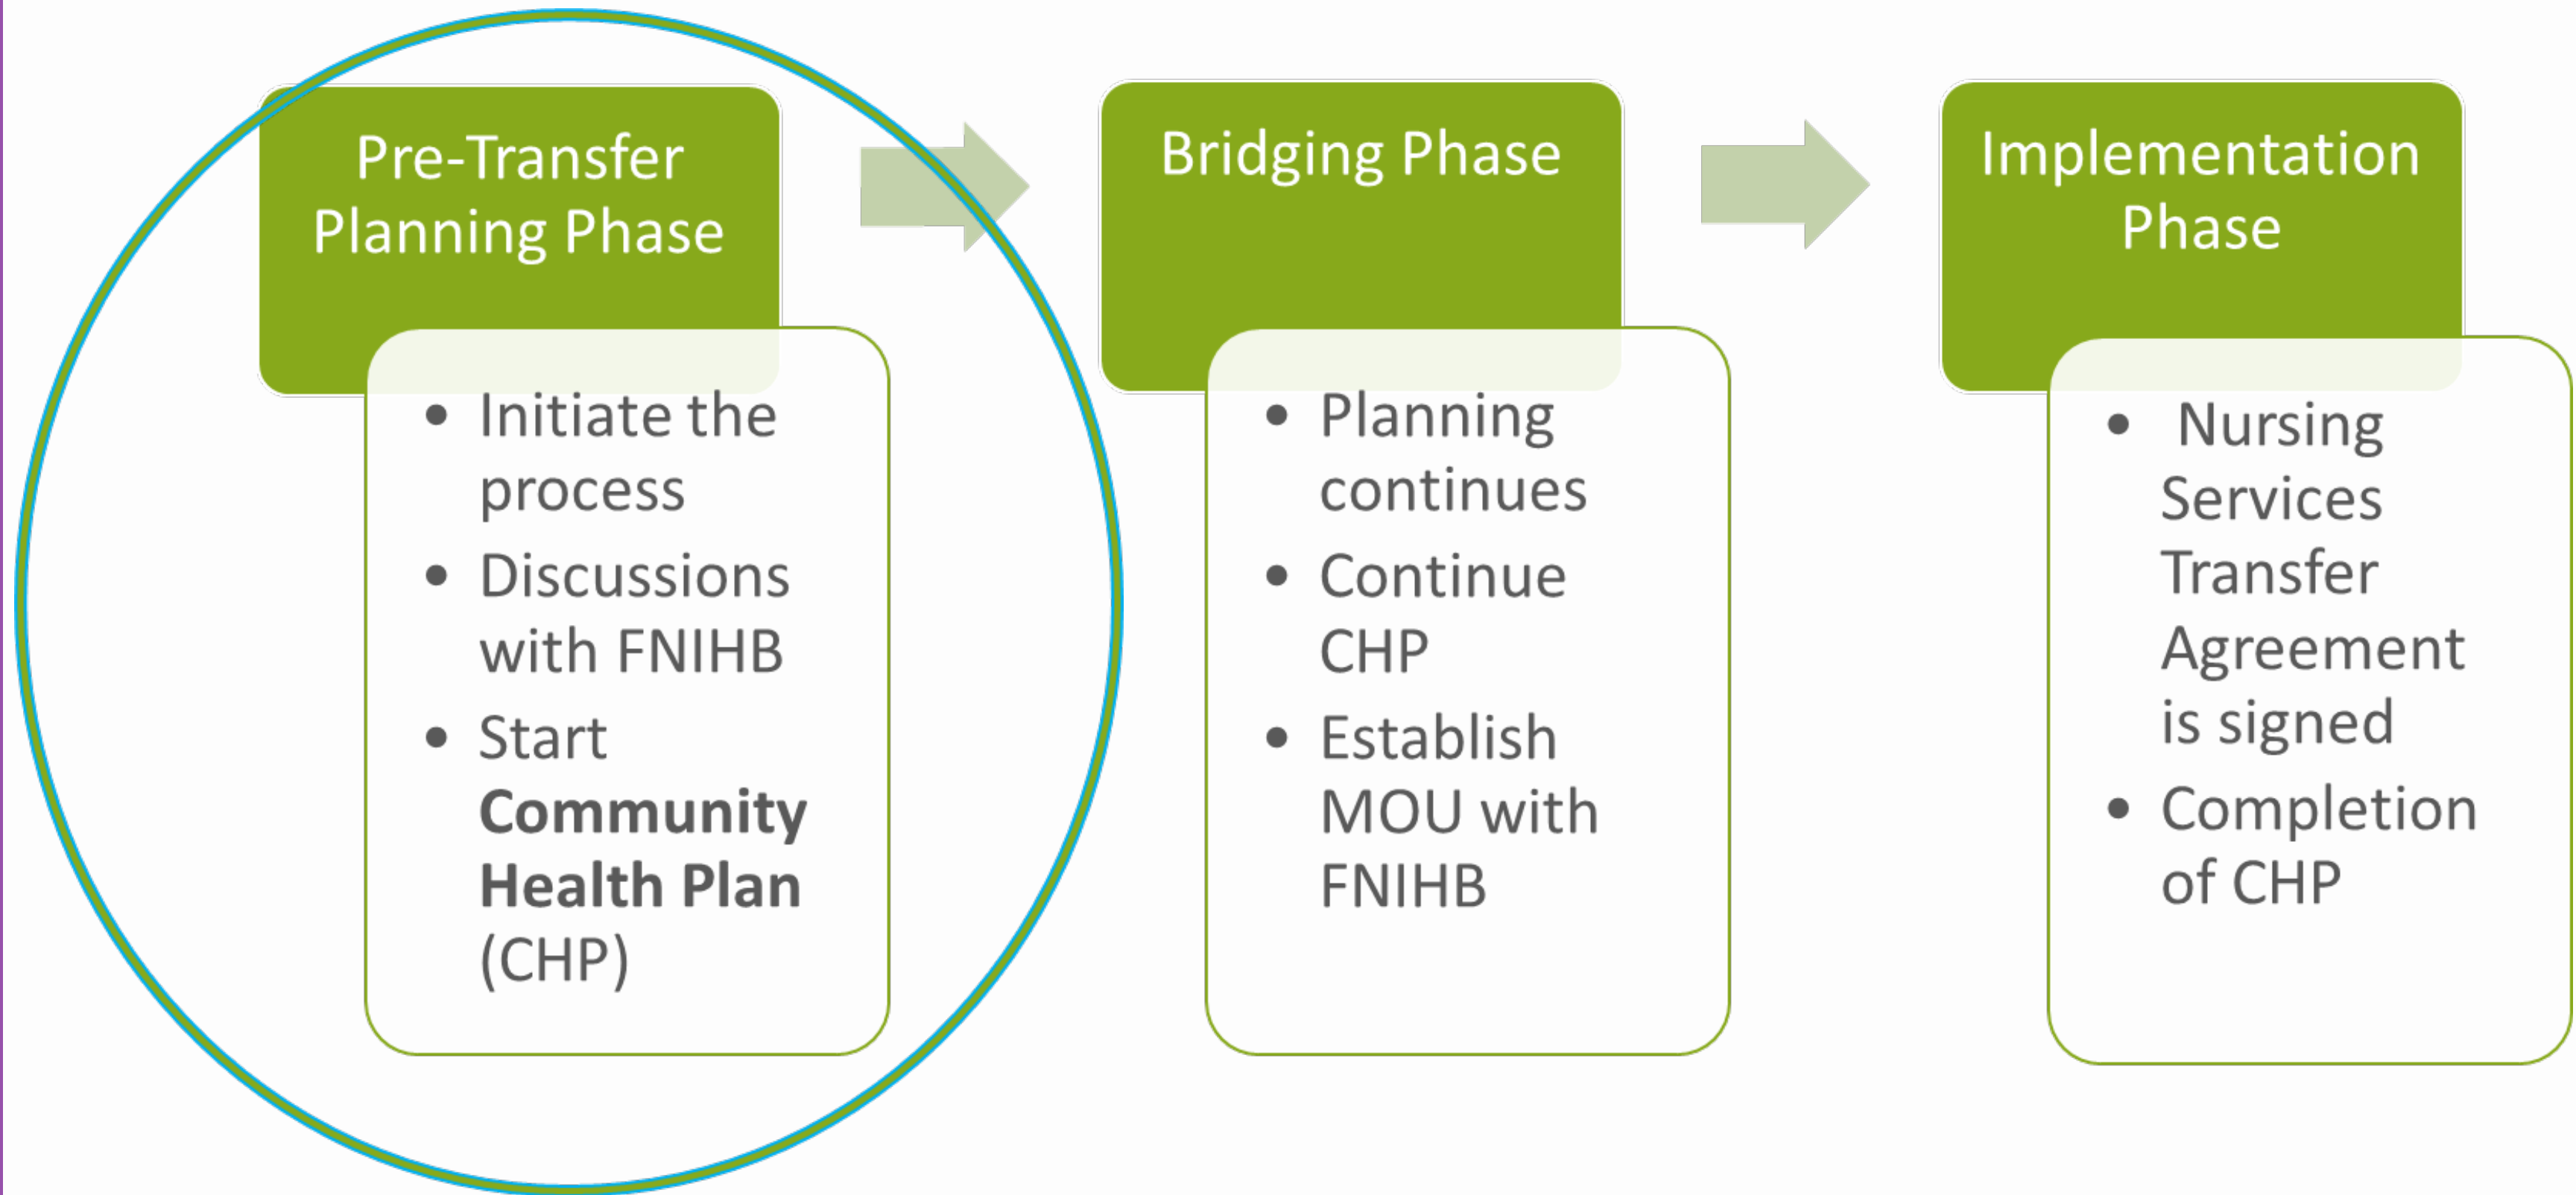 Pre-Transfer
Planning Phase
• Initiate the
process
• Discussions
with FNIHB
• Start
Community
Health Plan
(CHP)
Bridging Phase
• Planning
continues
• Continue
CHP
• Establish
MOU with
FNIHB
Implementation
Phase
• Nursing
Services
Transfer
Agreement
is signed
• Completion
of CHP